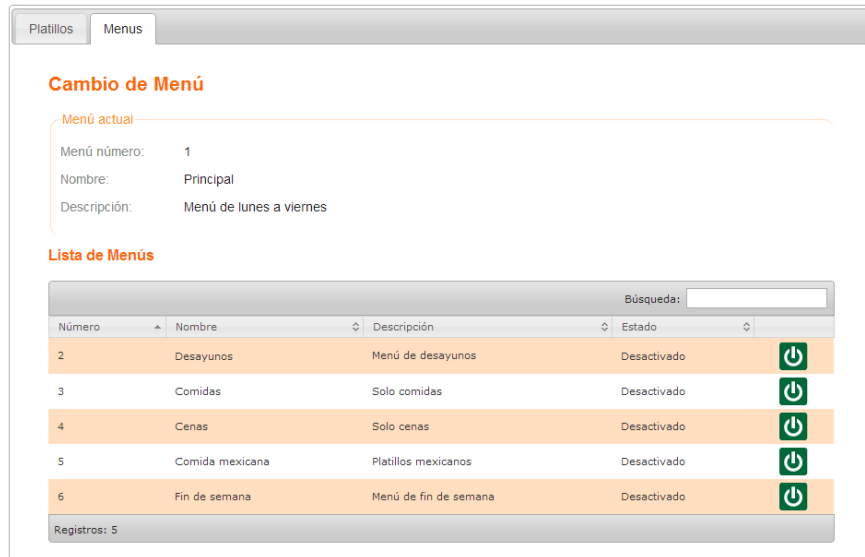 Platillos Menus
Cambio de Menú
Menú actual
Menú número: 1
Nombre: Principal
Descripción: Menú de lunes a viernes
Lista de Menús
Búsqueda:
Número Nombre Descripción Estado
2 Desayunos Menú de desayunos Desactivado
3 Comidas Solo comidas Desactivado
4 Cenas Solo cenas Desactivado
5 Comida mexicana Platillos mexicanos Desactivado
6 Fin de semana Menú de fin de semana Desactivado
Registros: 5